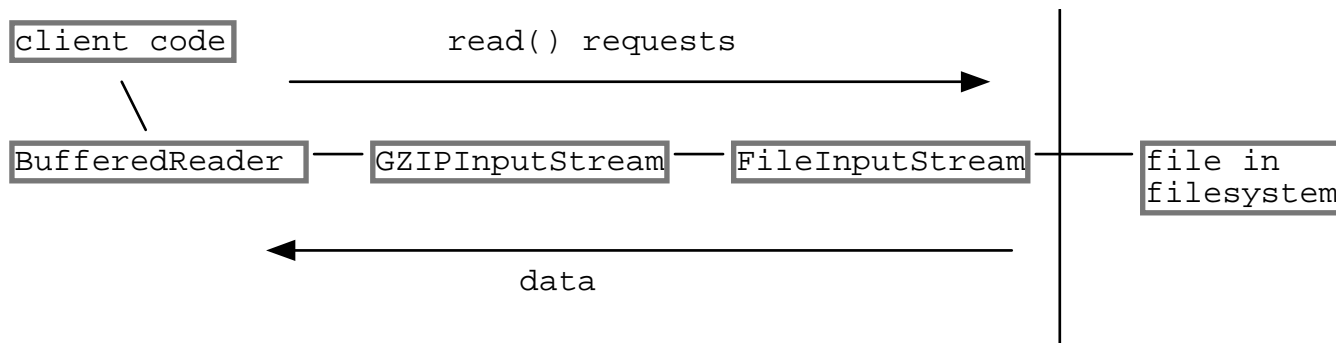 client code
read() requests
BufferedReader
GZIPInputStream
FileInputStream
file in
filesystem
data